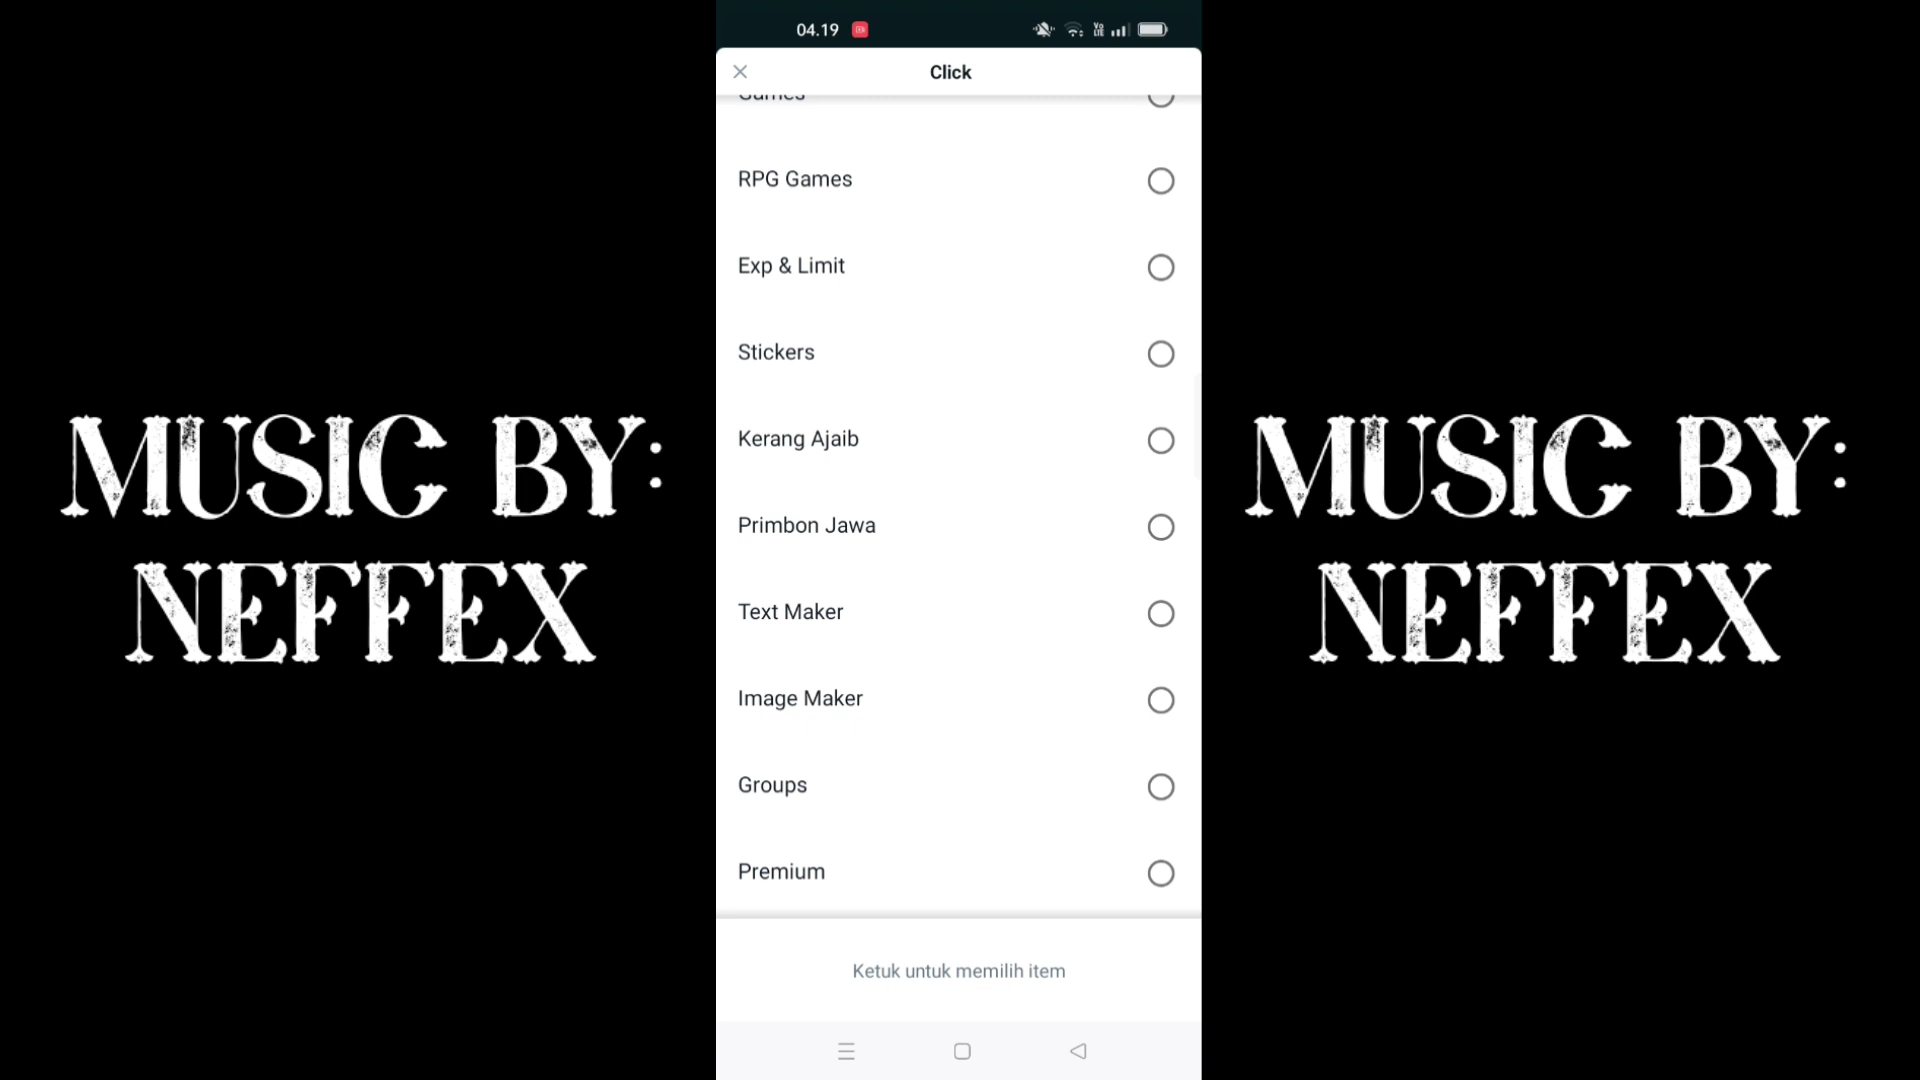 04.19
Click
Games
RPG Games
Exp & Limit
Stickers
Kerang Ajaib
Primbon Jawa
Text Maker
Image Maker
Groups
Premium
Ketuk untuk memilih item
MUSIC BY:
NEFFEX
MUSIC BY:
NEFFEX